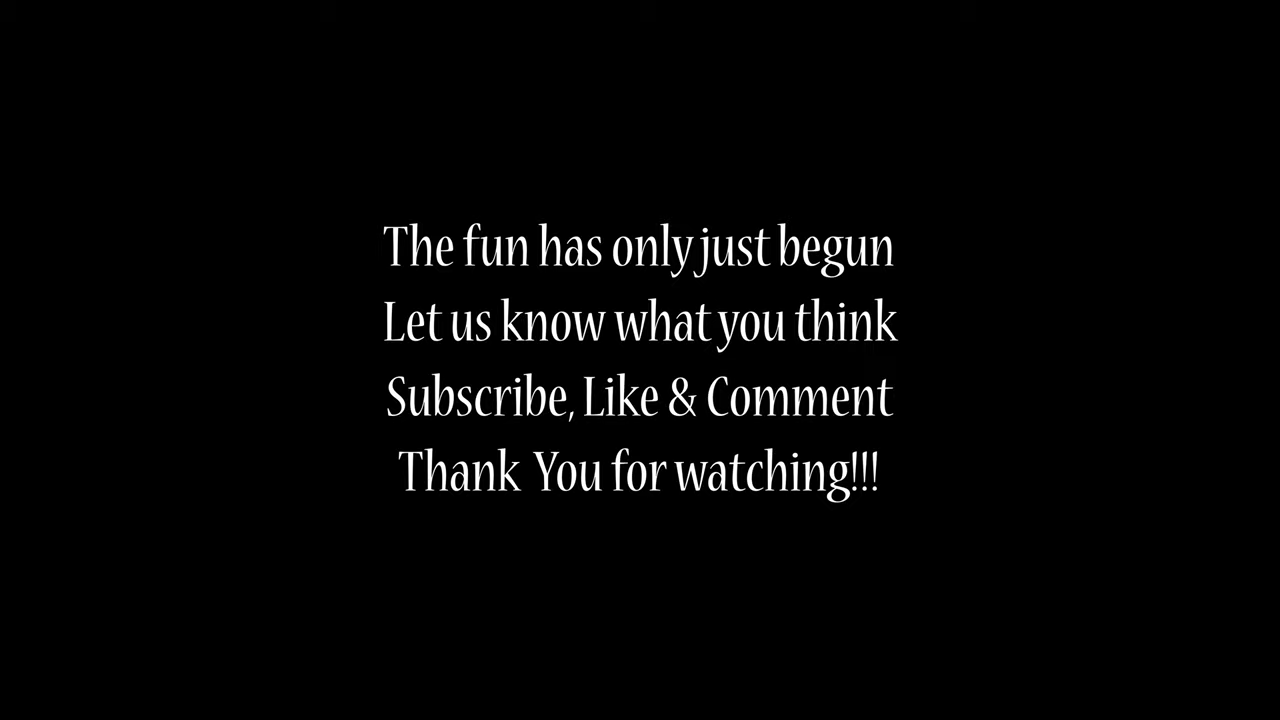 The fun has only just begun
Let us know what you think
Subscribe, Like & Comment
Thank You for watching!!!